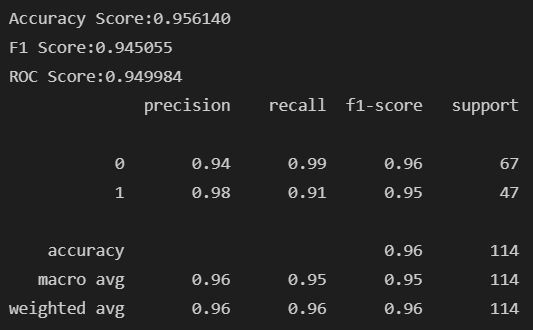 Accuracy Score:0.956140
F1 Score:0.945055
ROC Score:0.949984
precision recall f1-score support
0 0.94 0.99 0.96 67
1 0.98 0.91 0.95 47
accuracy 0.96 114
macro avg 0.96 0.95 0.95 114
weighted avg 0.96 0.96 0.96 114